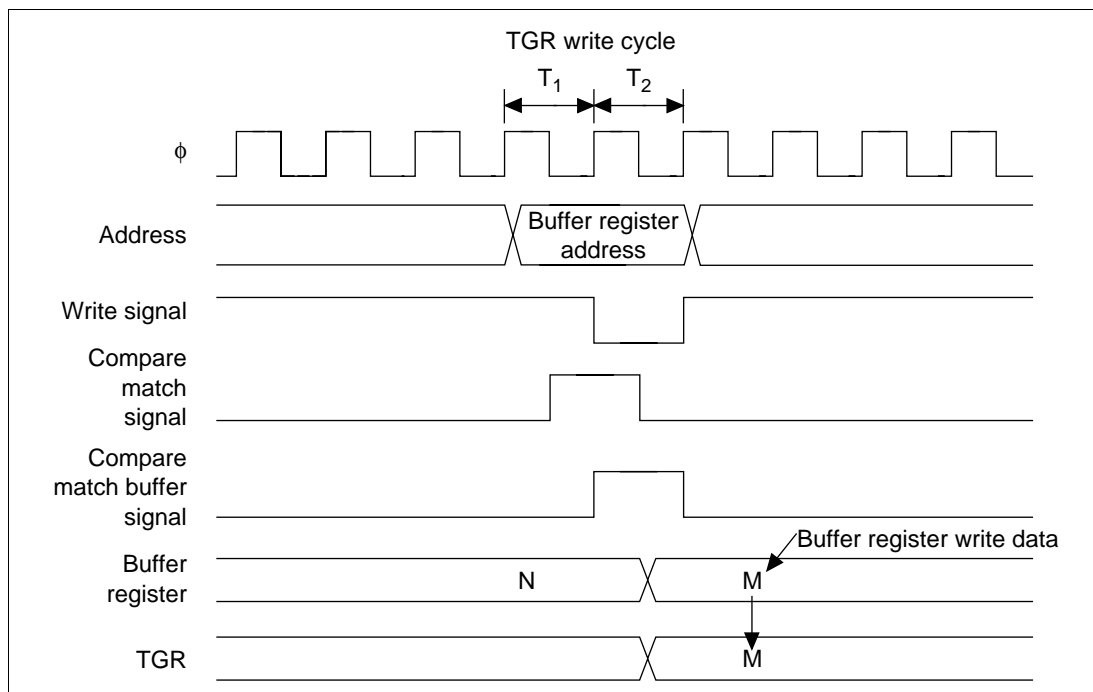 TGR write cycle
T1 T2
ϕ
Address
Buffer register
address
Write signal
Compare
match
signal
Compare
match buffer
signal
Buffer register write data
Buffer
register
N M
TGR M